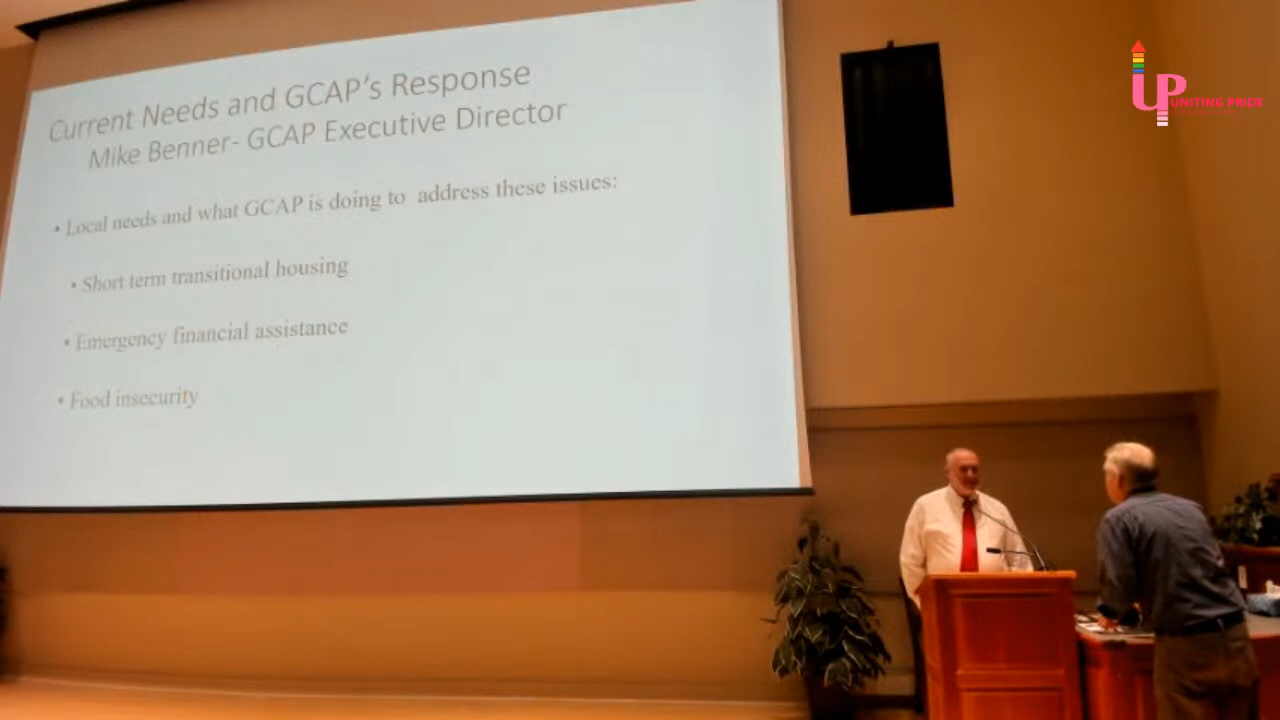 Current Needs and GCAP's Response
Mike Benner- GCAP Executive Director
• Local needs and what GCAP is doing to address these issues:
• Short term transitional housing
• Emergency financial assistance
• Food insecurity
UP
UNITING PRIDE